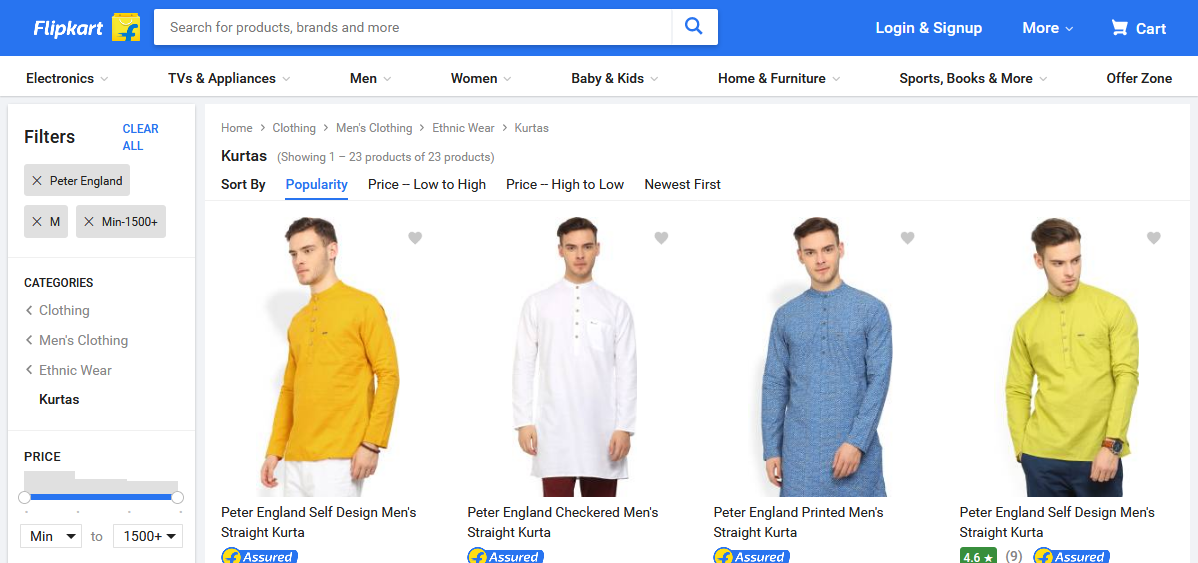 Flipkart
Search for products, brands and more
Login & Signup
More
Cart
Electronics
TVs & Appliances
Men
Women
Baby & Kids
Home & Furniture
Sports, Books & More
Offer Zone
Filters
CLEAR
ALL
Peter England
M
Min-1500+
CATEGORIES
Clothing
Men's Clothing
Ethnic Wear
Kurtas
PRICE
Min to 1500+
Home > Clothing > Men's Clothing > Ethnic Wear > Kurtas
Kurtas (Showing 1 – 23 products of 23 products)
Sort By Popularity Price -- Low to High Price -- High to Low Newest First
Peter England Self Design Men's
Straight Kurta
Assured
Peter England Checkered Men's
Straight Kurta
Assured
Peter England Printed Men's
Straight Kurta
Assured
Peter England Self Design Men's
Straight Kurta
4.6 ★ (9) Assured